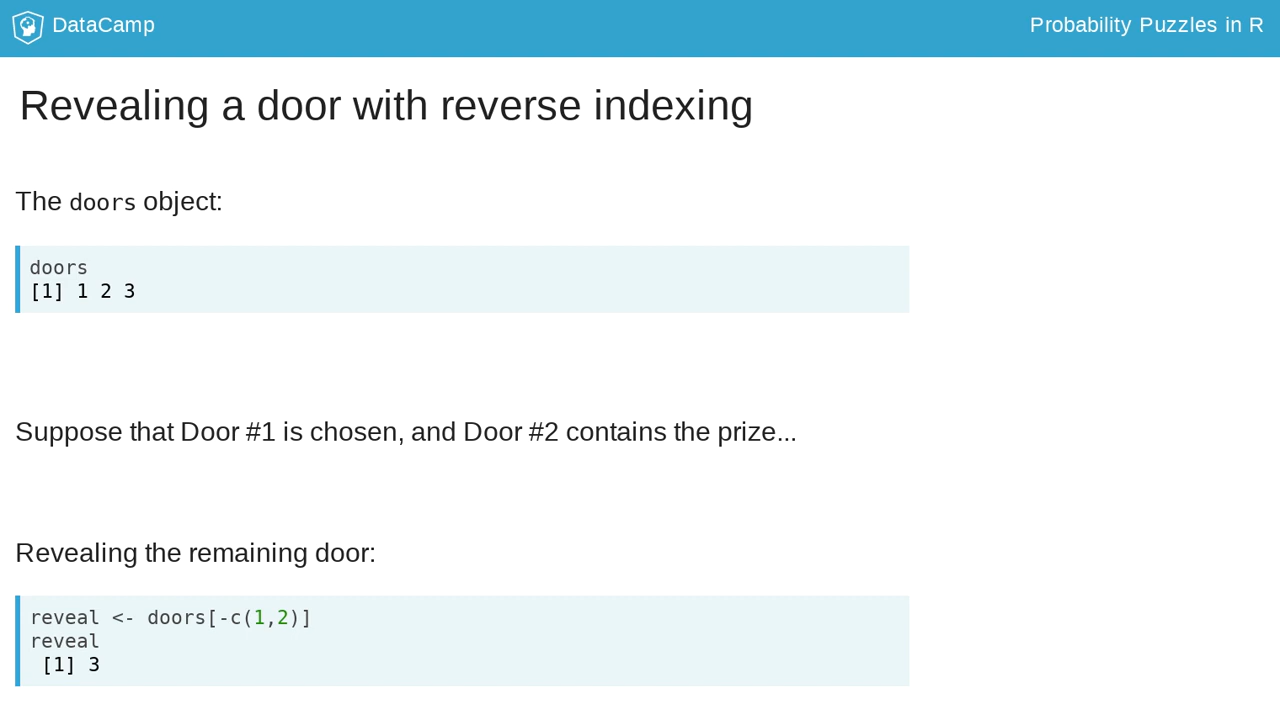 DataCamp
Probability Puzzles in R
Revealing a door with reverse indexing
The doors object:
doors
[1] 1 2 3
Suppose that Door #1 is chosen, and Door #2 contains the prize...
Revealing the remaining door:
reveal <- doors[-c(1,2)]
reveal
[1] 3